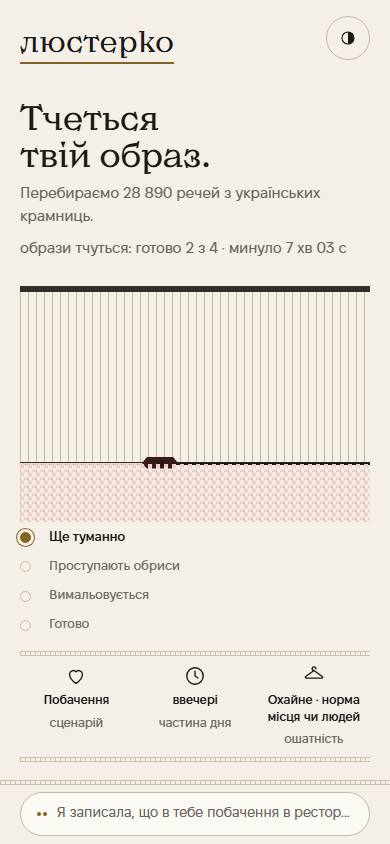 люстерко
Тчеться
твій образ.
Перебираємо 28 890 речей з українських
крамниць.
образи тчуться: готово 2 з 4 · минуло 7 хв 03 с
Ще туманно
Проступають обриси
Вимальовується
Готово
Побачення
сценарій
ввечері
частина дня
Охайне · норма
місця чи людей
ошатність
Я записала, що в тебе побачення в рестор...